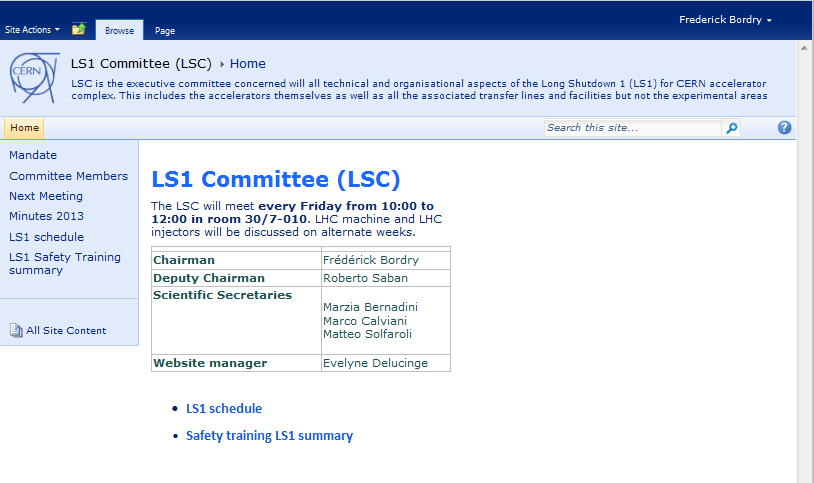 Site Actions
Browse
Page
Frederick Bordry
CERN
LS1 Committee (LSC) Home
LSC is the executive committee concerned will all technical and organisational aspects of the Long Shutdown 1 (LS1) for CERN accelerator
complex. This includes the accelerators themselves as well as all the associated transfer lines and facilities but not the experimental areas
Home
Search this site...
Mandate
Committee Members
Next Meeting
Minutes 2013
LS1 schedule
LS1 Safety Training
summary
All Site Content
LS1 Committee (LSC)
The LSC will meet every Friday from 10:00 to
12:00 in room 30/7-010. LHC machine and LHC
injectors will be discussed on alternate weeks.
Chairman Frédérick Bordry
Deputy Chairman Roberto Saban
Scientific Secretaries
Marzia Bernadini
Marco Calviani
Matteo Solfaroli
Website manager Evelyne Delucinge
• LS1 schedule
• Safety training LS1 summary